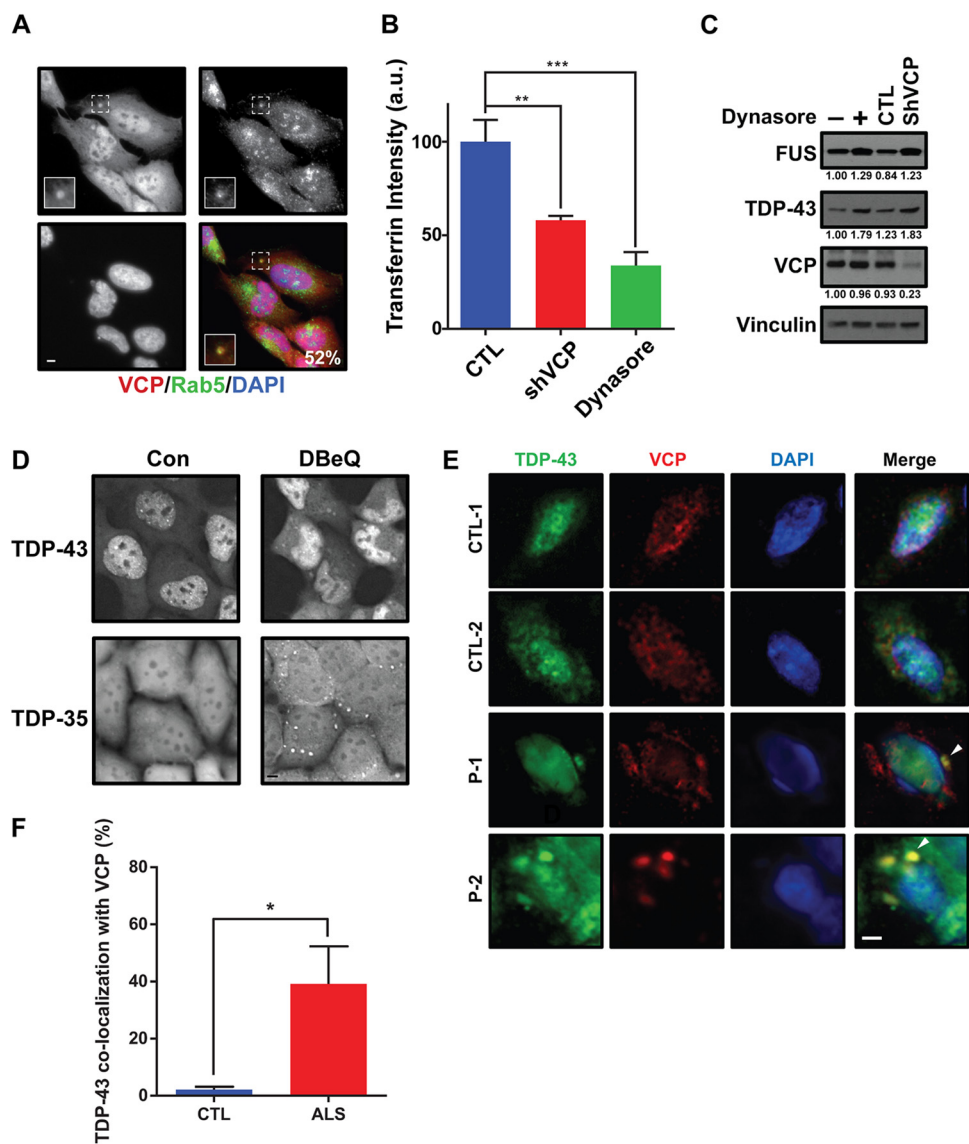 A
52%
VCP/Rab5/DAPI
B
Transferrin Intensity (a.u.)
100
50
0
**
***
CTL
shVCP
Dynasore
C
Dynasore − + CTL ShVCP
FUS
1.00 1.29 0.84 1.23
TDP-43
1.00 1.79 1.23 1.83
VCP
1.00 0.96 0.93 0.23
Vinculin
D
Con DBeQ
TDP-43
TDP-35
E
TDP-43 VCP DAPI Merge
CTL-1
CTL-2
P-1
D
P-2
F
TDP-43 co-localization with VCP (%)
80
60
40
20
0
*
CTL ALS